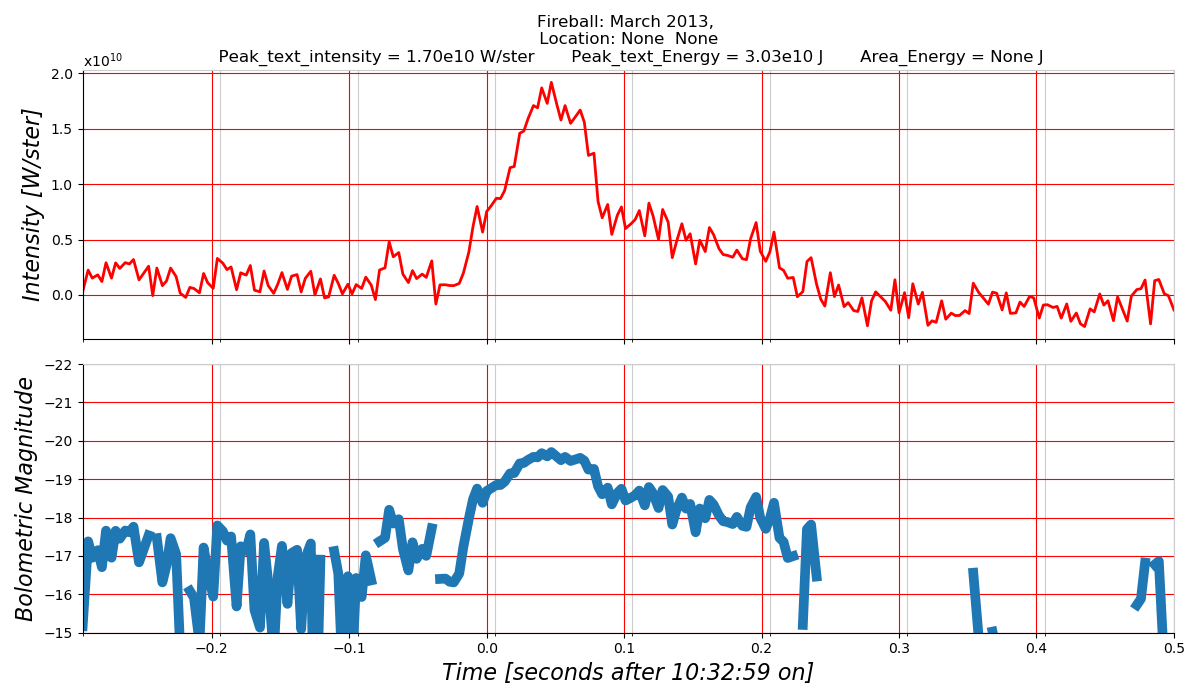 Fireball: March 2013,
Location: None  None
Peak_text_intensity = 1.70e10 W/ster       Peak_text_Energy = 3.03e10 J       Area_Energy = None J
x10¹⁰
2.0
1.5
1.0
0.5
0.0
Intensity [W/ster]
−22
−21
−20
−19
−18
−17
−16
−15
Bolometric Magnitude
−0.2 −0.1 0.0 0.1 0.2 0.3 0.4 0.5
Time [seconds after 10:32:59 on]